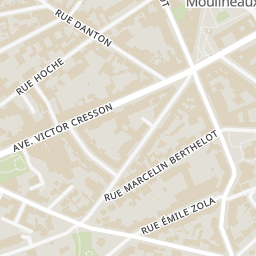 Moulineaux
RUE DANTON
RUE HOCHE
AVE. VICTOR CRESSON
RUE MARCELIN BERTHELOT
RUE ÉMILE ZOLA